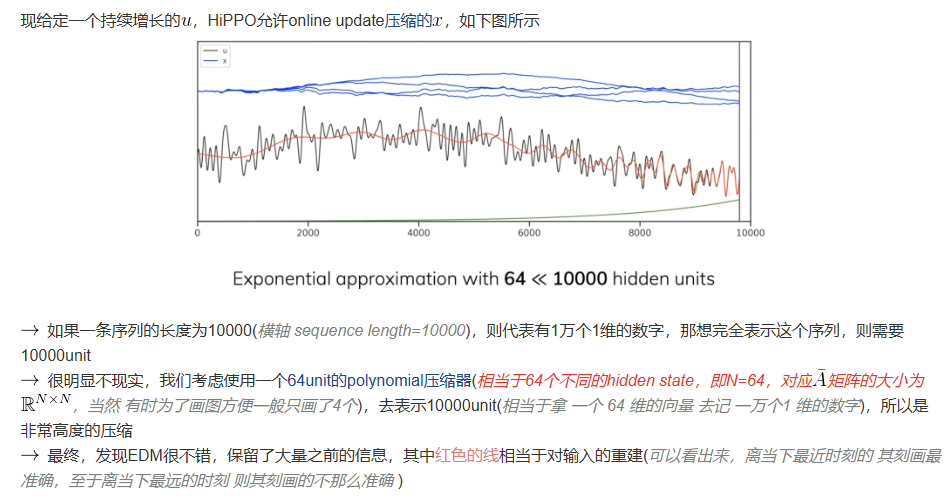 现给定一个持续增长的u，HiPPO允许online update压缩的x，如下图所示
u
x
0 2000 4000 6000 8000 10000
Exponential approximation with 64 ≪ 10000 hidden units
→ 如果一条序列的长度为10000(横轴 sequence length=10000)，则代表有1万个1维的数字，那想完全表示这个序列，则需要
10000unit
→ 很明显不现实，我们考虑使用一个64unit的polynomial压缩器(相当于64个不同的hidden state，即N=64，对应Ā矩阵的大小为
ℝ^{N×N}，当然 有时为了画图方便一般只画了4个)，去表示10000unit(相当于拿 一个 64 维的向量 去记 一万个1 维的数字)，所以是
非常高度的压缩
→ 最终，发现EDM很不错，保留了大量之前的信息，其中红色的线相当于对输入的重建(可以看出来，离当下最近时刻的 其刻画最
准确，至于离当下最远的时刻 则其刻画的不那么准确 )